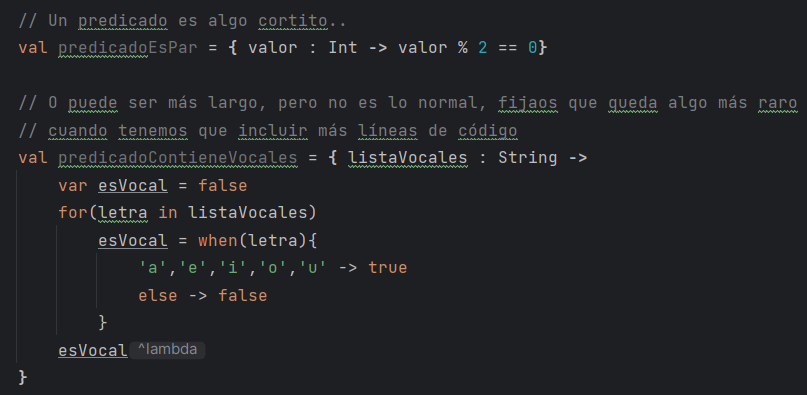 // Un predicado es algo cortito..
val predicadoEsPar = { valor : Int -> valor % 2 == 0}
// O puede ser más largo, pero no es lo normal, fijaos que queda algo más raro
// cuando tenemos que incluir más líneas de código
val predicadoContieneVocales = { listaVocales : String ->
var esVocal = false
for(letra in listaVocales)
esVocal = when(letra){
'a','e','i','o','u' -> true
else -> false
}
esVocal ^lambda
}